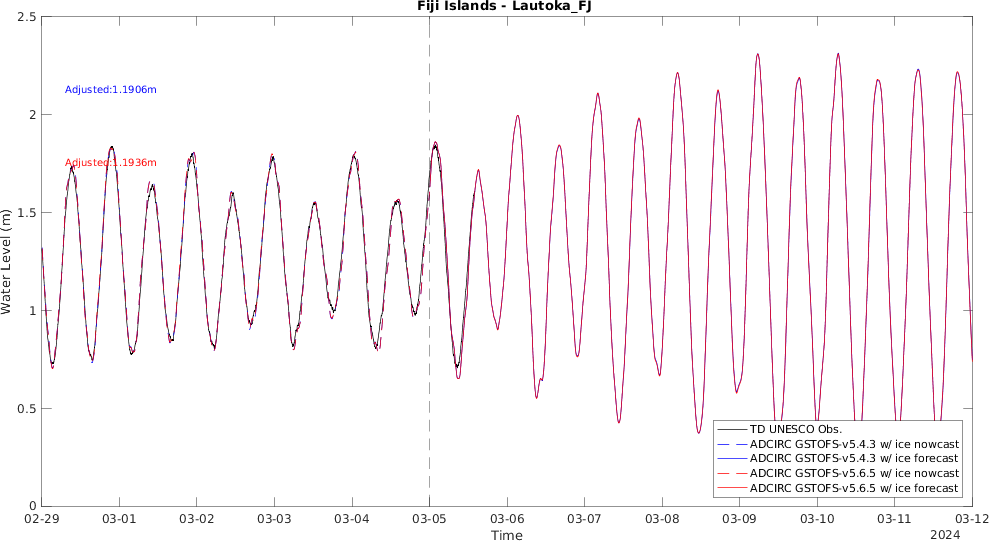 Fiji Islands - Lautoka_FJ
2.5
Adjusted:1.1906m
2
Adjusted:1.1936m
1.5
Water Level (m)
1
0.5
0
TD UNESCO Obs.
ADCIRC GSTOFS-v5.4.3 w/ ice nowcast
ADCIRC GSTOFS-v5.4.3 w/ ice forecast
ADCIRC GSTOFS-v5.6.5 w/ ice nowcast
ADCIRC GSTOFS-v5.6.5 w/ ice forecast
02-29 03-01 03-02 03-03 03-04 03-05 03-06 03-07 03-08 03-09 03-10 03-11 03-12
Time
2024